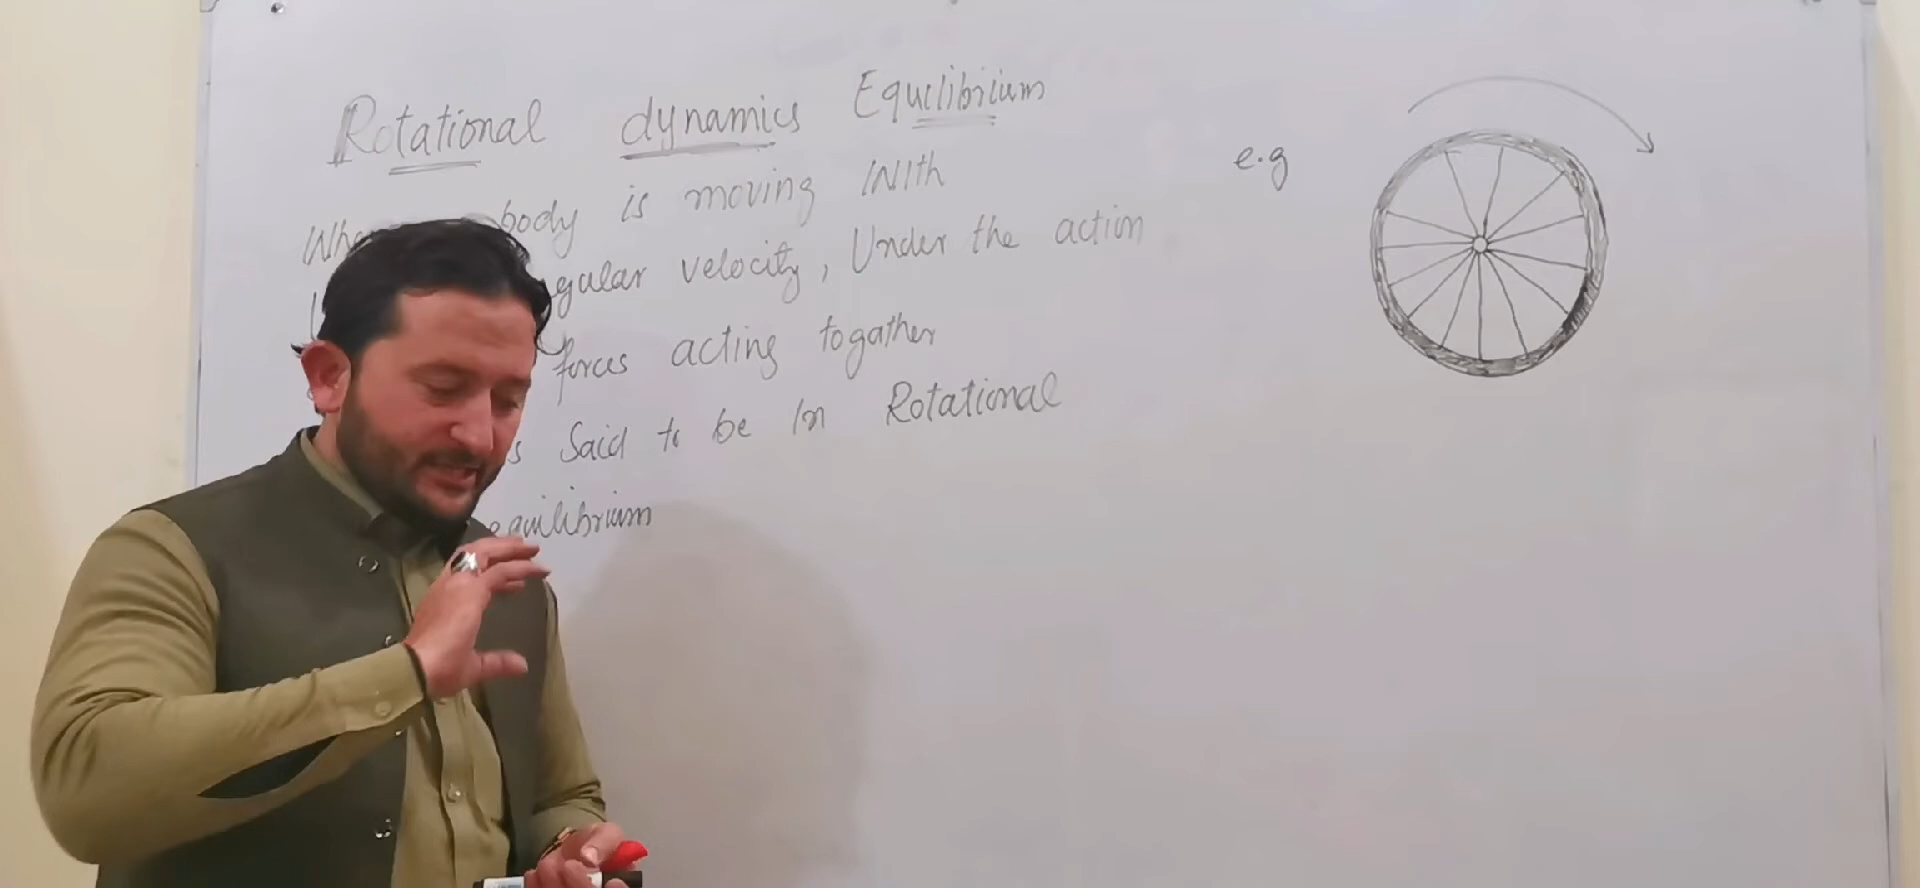 Rotational dynamics Equilibrium
body is moving With
velocity, Under the action
forces acting togather
Said to be In Rotational
equilibrium
e.g